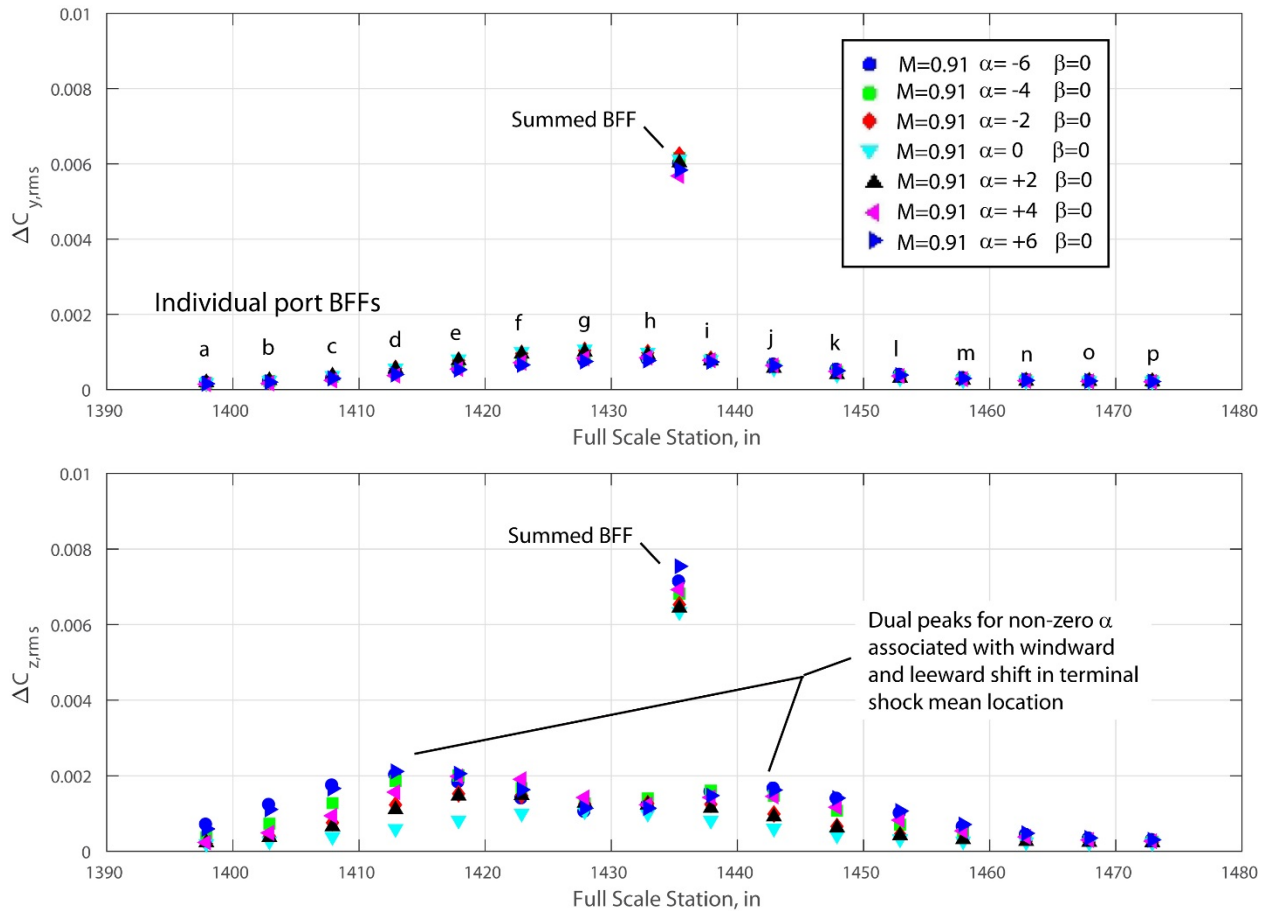 0.01
0.008
0.006
0.004
0.002
0
ΔC y,rms
Summed BFF
M=0.91 α= -6 β=0
M=0.91 α= -4 β=0
M=0.91 α= -2 β=0
M=0.91 α= 0 β=0
M=0.91 α= +2 β=0
M=0.91 α= +4 β=0
M=0.91 α= +6 β=0
Individual port BFFs
a b c d e f g h i j k l m n o p
1390 1400 1410 1420 1430 1440 1450 1460 1470 1480
Full Scale Station, in
0.01
0.008
0.006
0.004
0.002
0
ΔC z,rms
Summed BFF
Dual peaks for non-zero α
associated with windward
and leeward shift in terminal
shock mean location
1390 1400 1410 1420 1430 1440 1450 1460 1470 1480
Full Scale Station, in